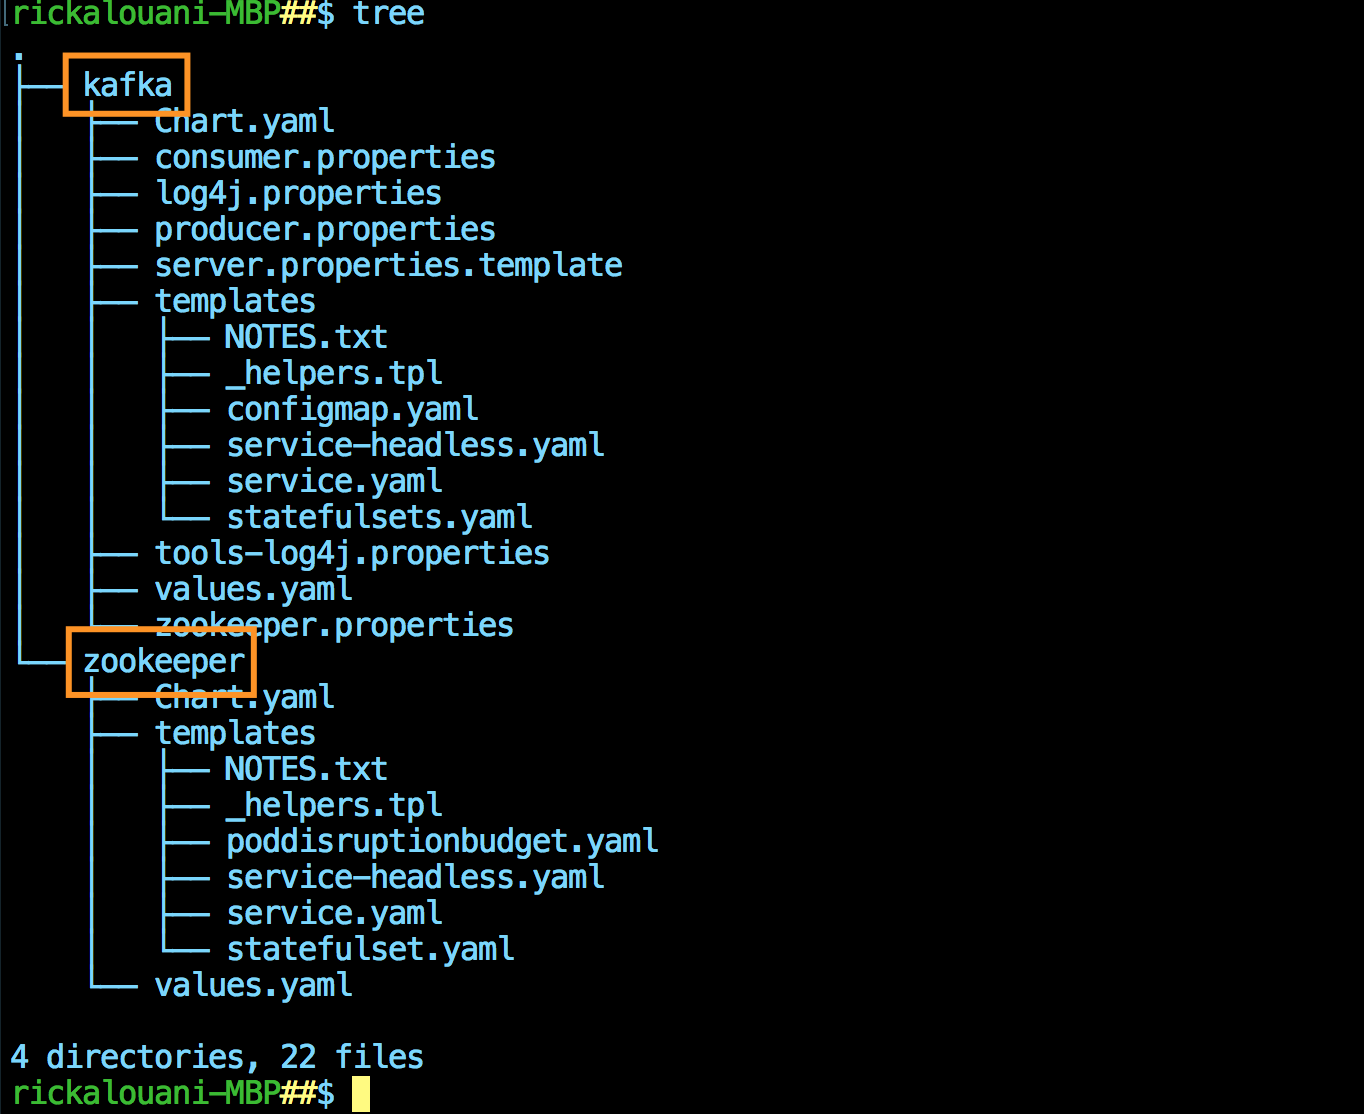 rickalouani-MBP##$ tree
.
├── kafka
│   ├── Chart.yaml
│   ├── consumer.properties
│   ├── log4j.properties
│   ├── producer.properties
│   ├── server.properties.template
│   ├── templates
│   │   ├── NOTES.txt
│   │   ├── _helpers.tpl
│   │   ├── configmap.yaml
│   │   ├── service-headless.yaml
│   │   ├── service.yaml
│   │   └── statefulsets.yaml
│   ├── tools-log4j.properties
│   ├── values.yaml
│   └── zookeeper.properties
└── zookeeper
    ├── Chart.yaml
    ├── templates
    │   ├── NOTES.txt
    │   ├── _helpers.tpl
    │   ├── poddisruptionbudget.yaml
    │   ├── service-headless.yaml
    │   ├── service.yaml
    │   └── statefulset.yaml
    └── values.yaml

4 directories, 22 files
rickalouani-MBP##$